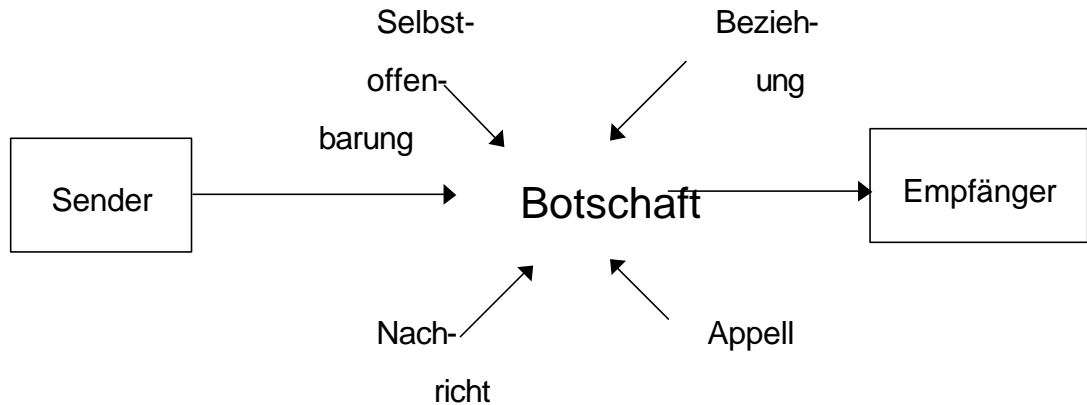 Selbst-
offen-
barung
Bezieh-
ung
Sender
Botschaft
Empfänger
Nach-
richt
Appell